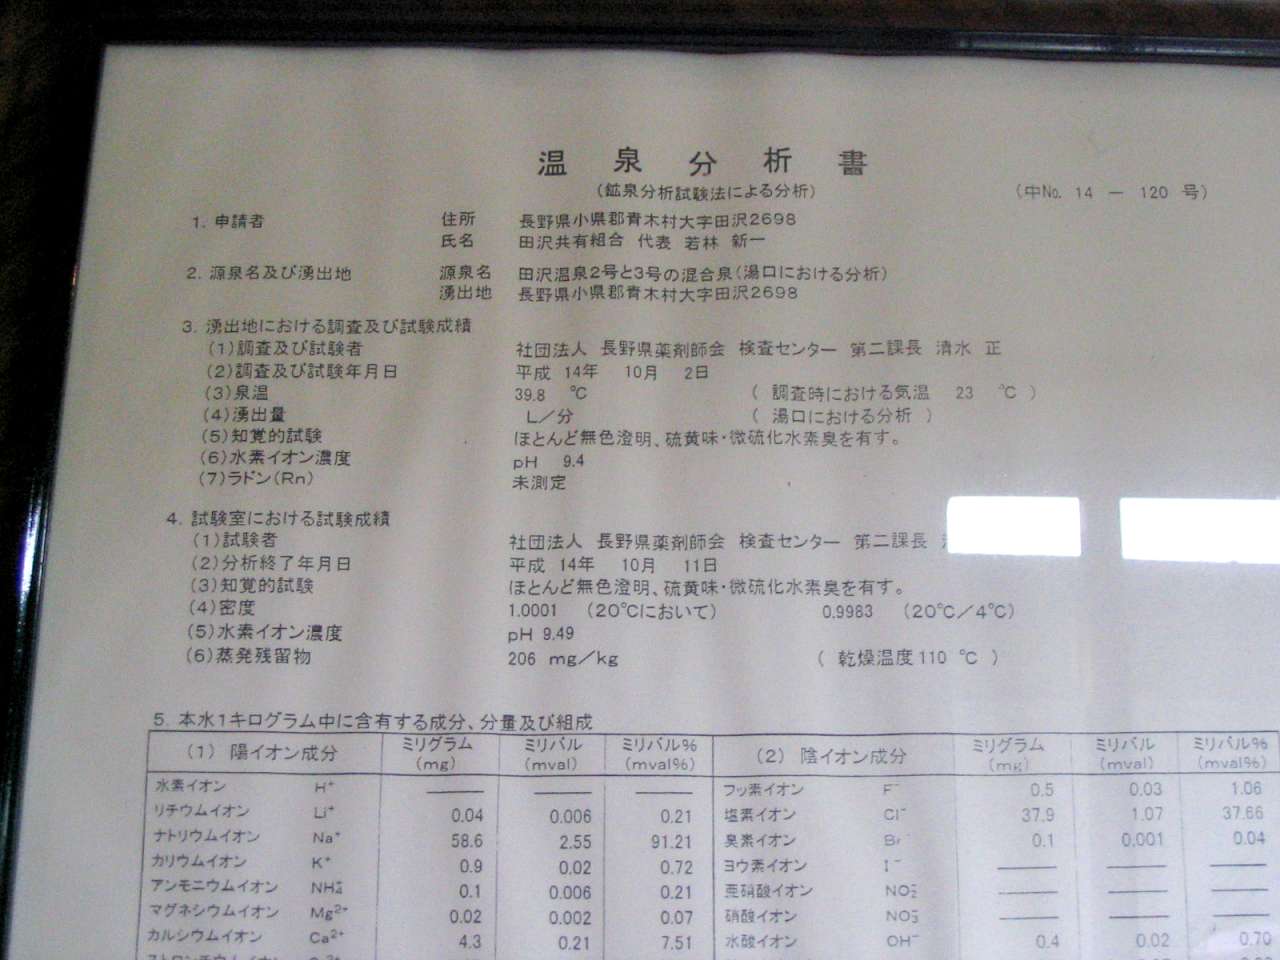 温泉分析書
(鉱泉分析試験法による分析)
(中No. 14 － 120 号)
1. 申請者 住所 長野県小県郡青木村大字田沢2698
氏名 田沢共有組合 代表 若林 新一
2. 源泉名及び湧出地 源泉名 田沢温泉2号と3号の混合泉(湯口における分析)
湧出地 長野県小県郡青木村大字田沢2698
3. 湧出地における調査及び試験成績
(1)調査及び試験者 社団法人 長野県薬剤師会 検査センター 第二課長 清水 正
(2)調査及び試験年月日 平成 14年 10月 2日
(3)泉温 39.8 ℃ ( 調査時における気温 23 ℃ )
(4)湧出量 L／分 ( 湯口における分析 )
(5)知覚的試験 ほとんど無色澄明、硫黄味・微硫化水素臭を有す。
(6)水素イオン濃度 pH 9.4
(7)ラドン(Rn) 未測定
4. 試験室における試験成績
(1)試験者 社団法人 長野県薬剤師会 検査センター 第二課長
(2)分析終了年月日 平成 14年 10月 11日
(3)知覚的試験 ほとんど無色澄明、硫黄味・微硫化水素臭を有す。
(4)密度 1.0001 (20℃において) 0.9983 (20℃／4℃)
(5)水素イオン濃度 pH 9.49
(6)蒸発残留物 206 mg／kg ( 乾燥温度110 ℃ )
5. 本水1キログラム中に含有する成分、分量及び組成
(1) 陽イオン成分 ミリグラム (mg) ミリバル (mval) ミリバル% (mval%) (2) 陰イオン成分 ミリグラム (mg) ミリバル (mval) ミリバル% (mval%)
水素イオン H⁺ —— —— —— フッ素イオン F⁻ 0.5 0.03 1.06
リチウムイオン Li⁺ 0.04 0.006 0.21 塩素イオン Cl⁻ 37.9 1.07 37.66
ナトリウムイオン Na⁺ 58.6 2.55 91.21 臭素イオン Br⁻ 0.1 0.001 0.04
カリウムイオン K⁺ 0.9 0.02 0.72 ヨウ素イオン I⁻ —— —— ——
アンモニウムイオン NH₄⁺ 0.1 0.006 0.21 亜硝酸イオン NO₂⁻ —— —— ——
マグネシウムイオン Mg²⁺ 0.02 0.002 0.07 硝酸イオン NO₃⁻ —— —— ——
カルシウムイオン Ca²⁺ 4.3 0.21 7.51 水酸イオン OH⁻ 0.4 0.02 0.70